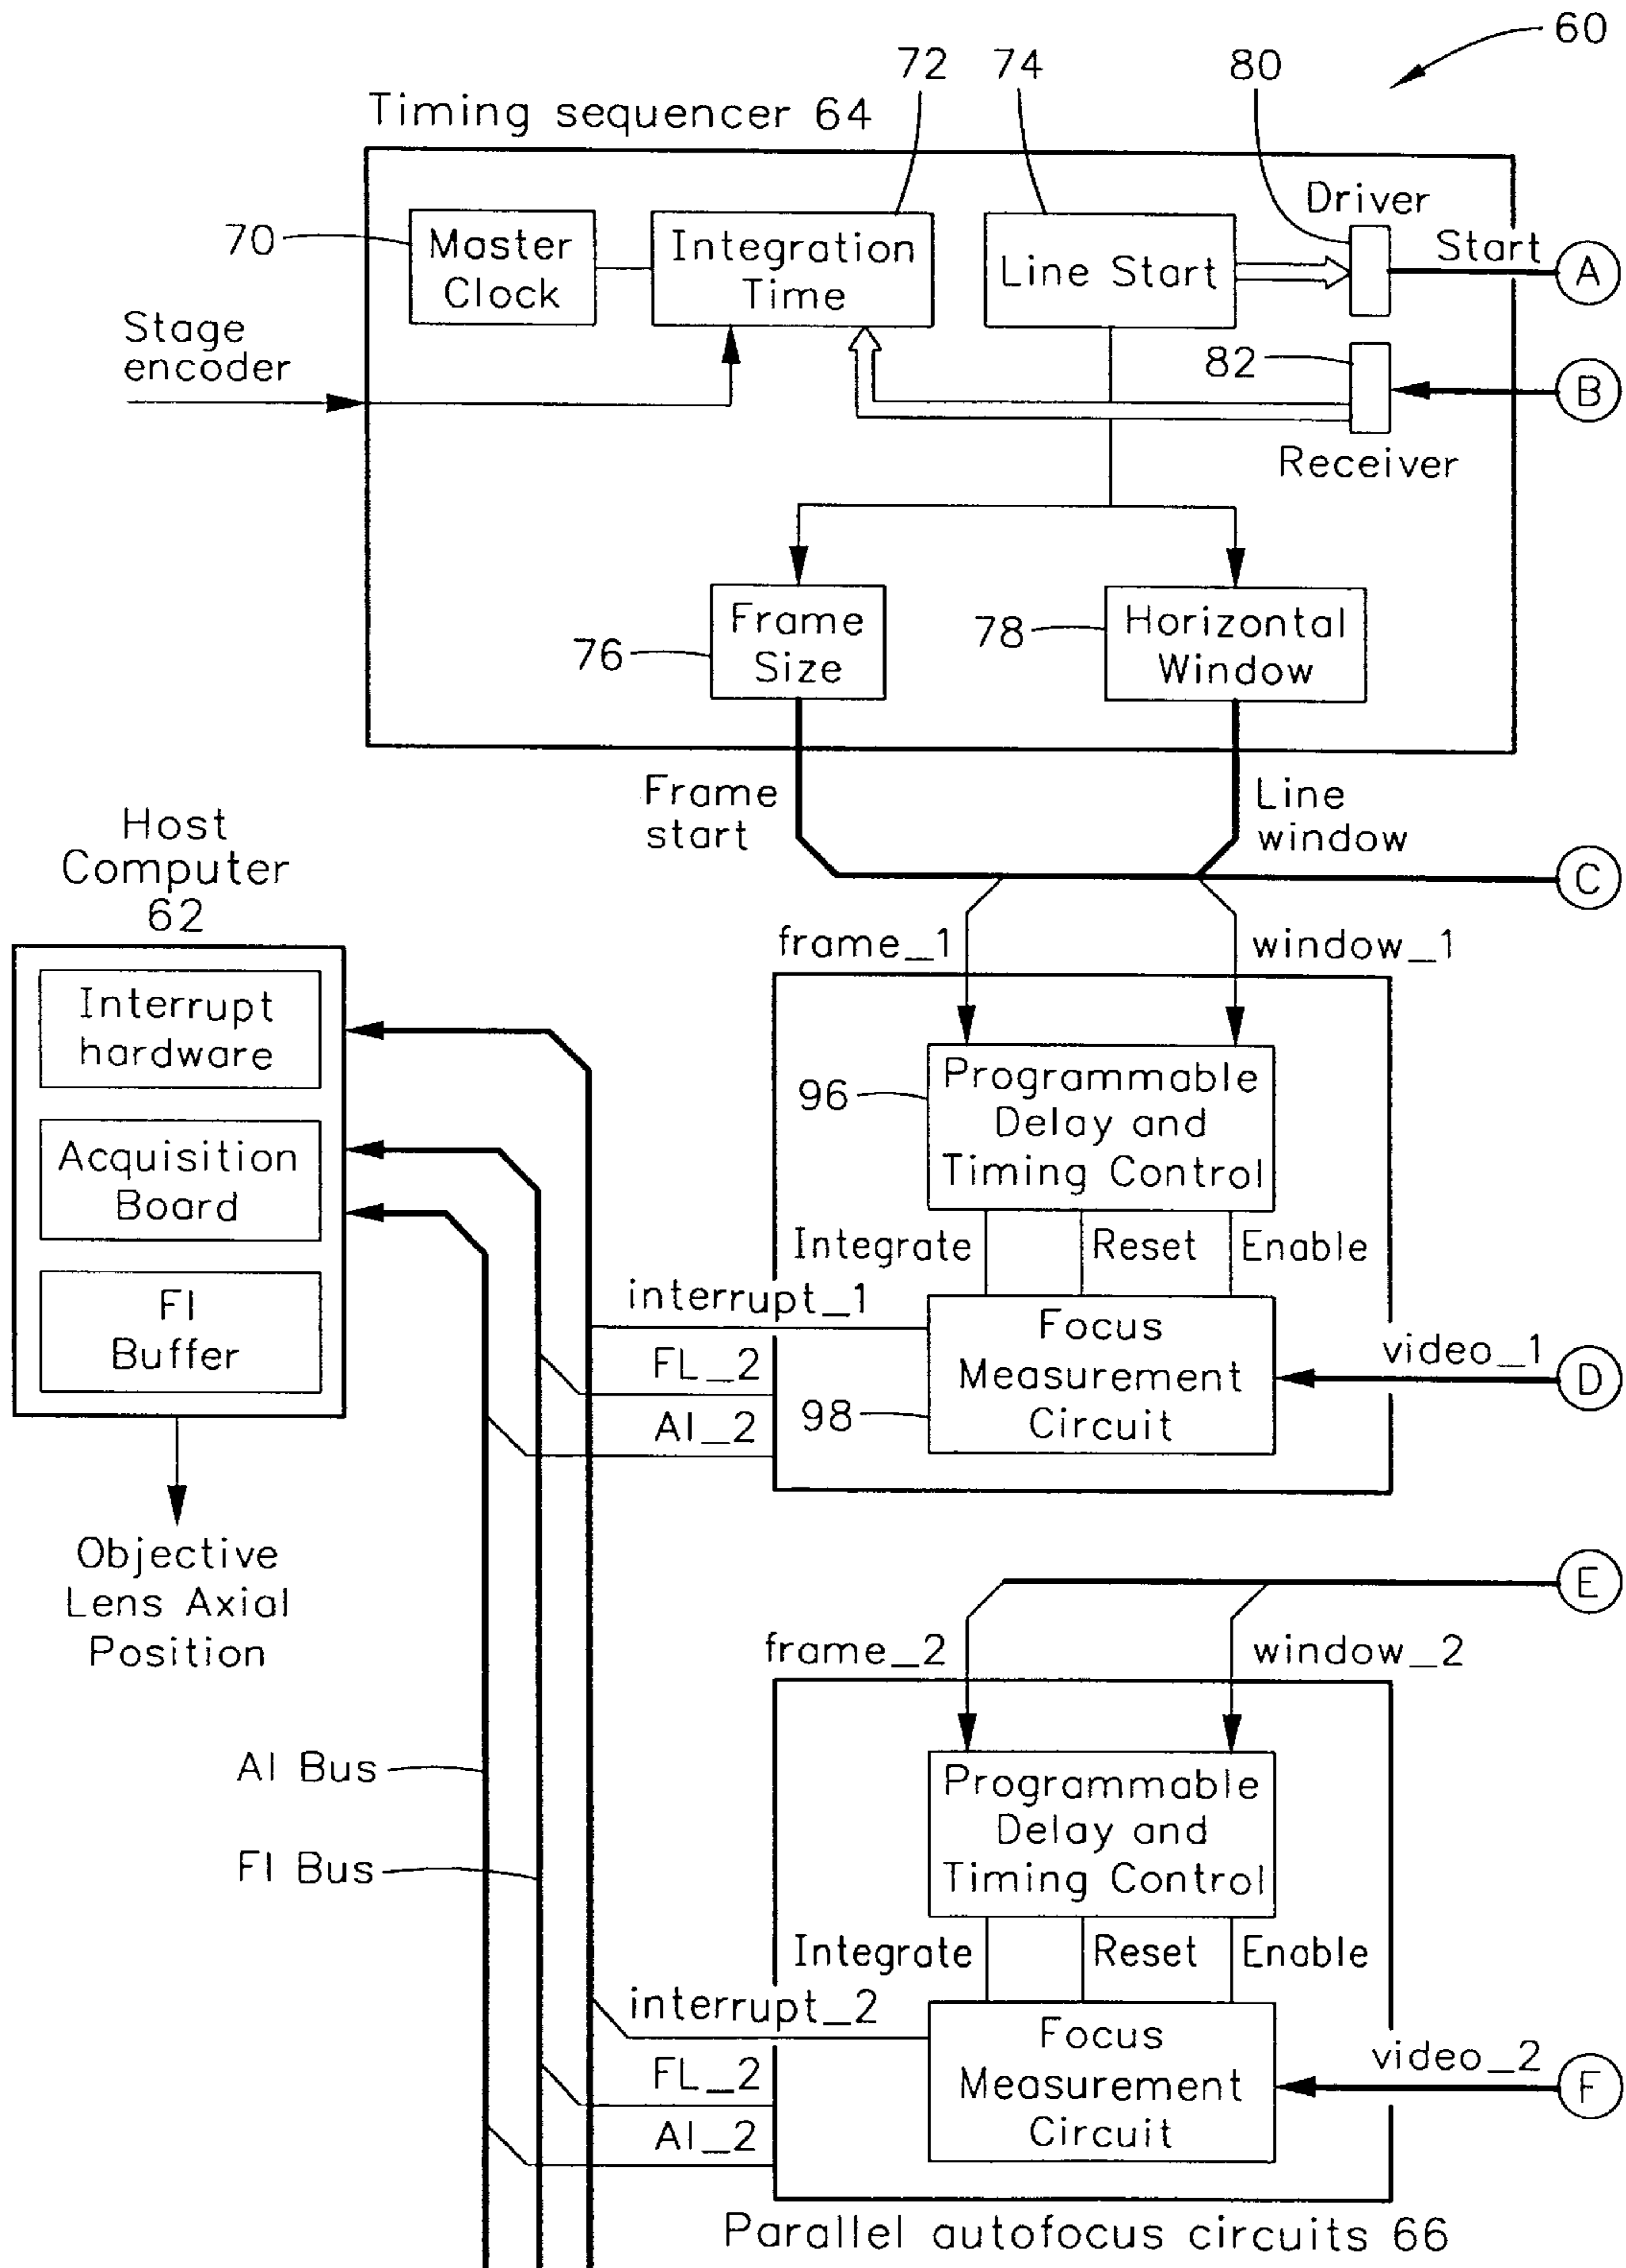 60
72
74
80
Timing sequencer 64
Driver
70
Master
Clock
Integration
Time
Line Start
Start
A
Stage
encoder
82
B
Receiver
76
Frame
Size
78
Horizontal
Window
Frame
start
Line
window
C
Host
Computer
62
frame_1
window_1
Interrupt
hardware
96
Programmable
Delay and
Timing Control
Acquisition
Board
Integrate
Reset
Enable
FI
Buffer
interrupt_1
FL_2
AI_2
98
Focus
Measurement
Circuit
video_1
D
Objective
Lens Axial
Position
E
frame_2
window_2
AI Bus
FI Bus
Programmable
Delay and
Timing Control
Integrate
Reset
Enable
interrupt_2
FL_2
AI_2
Focus
Measurement
Circuit
video_2
F
Parallel autofocus circuits 66